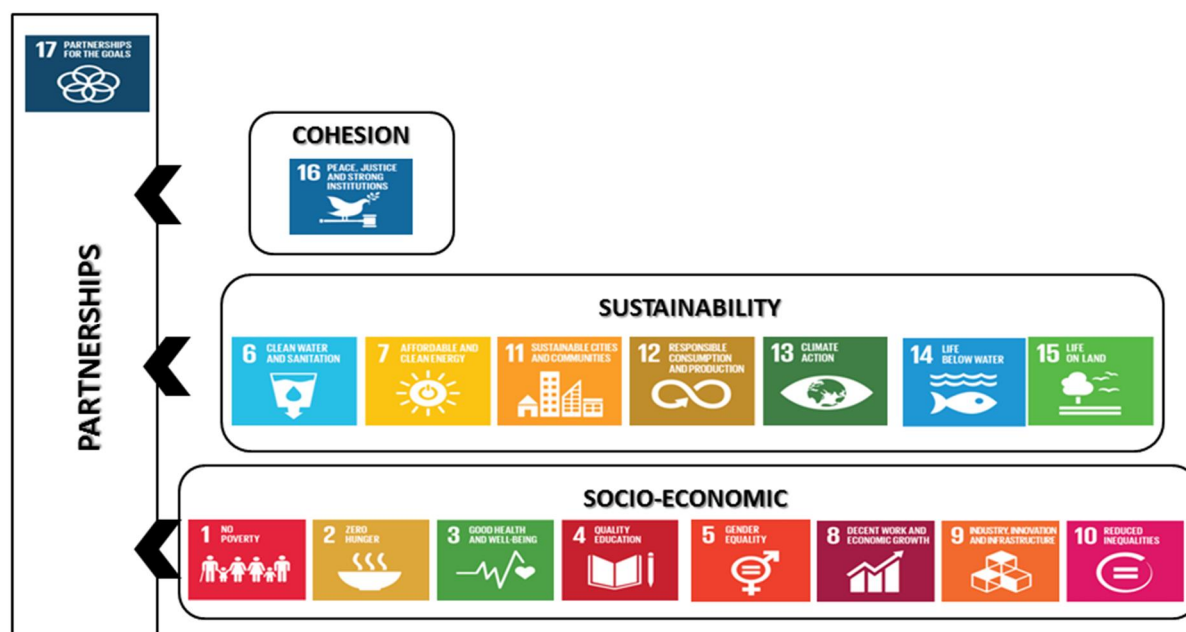 17 PARTNERSHIPS
FOR THE GOALS
PARTNERSHIPS
COHESION
16 PEACE, JUSTICE
AND STRONG
INSTITUTIONS
SUSTAINABILITY
6 CLEAN WATER
AND SANITATION
7 AFFORDABLE AND
CLEAN ENERGY
11 SUSTAINABLE CITIES
AND COMMUNITIES
12 RESPONSIBLE
CONSUMPTION
AND PRODUCTION
13 CLIMATE
ACTION
14 LIFE
BELOW WATER
15 LIFE
ON LAND
SOCIO-ECONOMIC
1 NO
POVERTY
2 ZERO
HUNGER
3 GOOD HEALTH
AND WELL-BEING
4 QUALITY
EDUCATION
5 GENDER
EQUALITY
8 DECENT WORK AND
ECONOMIC GROWTH
9 INDUSTRY, INNOVATION
AND INFRASTRUCTURE
10 REDUCED
INEQUALITIES